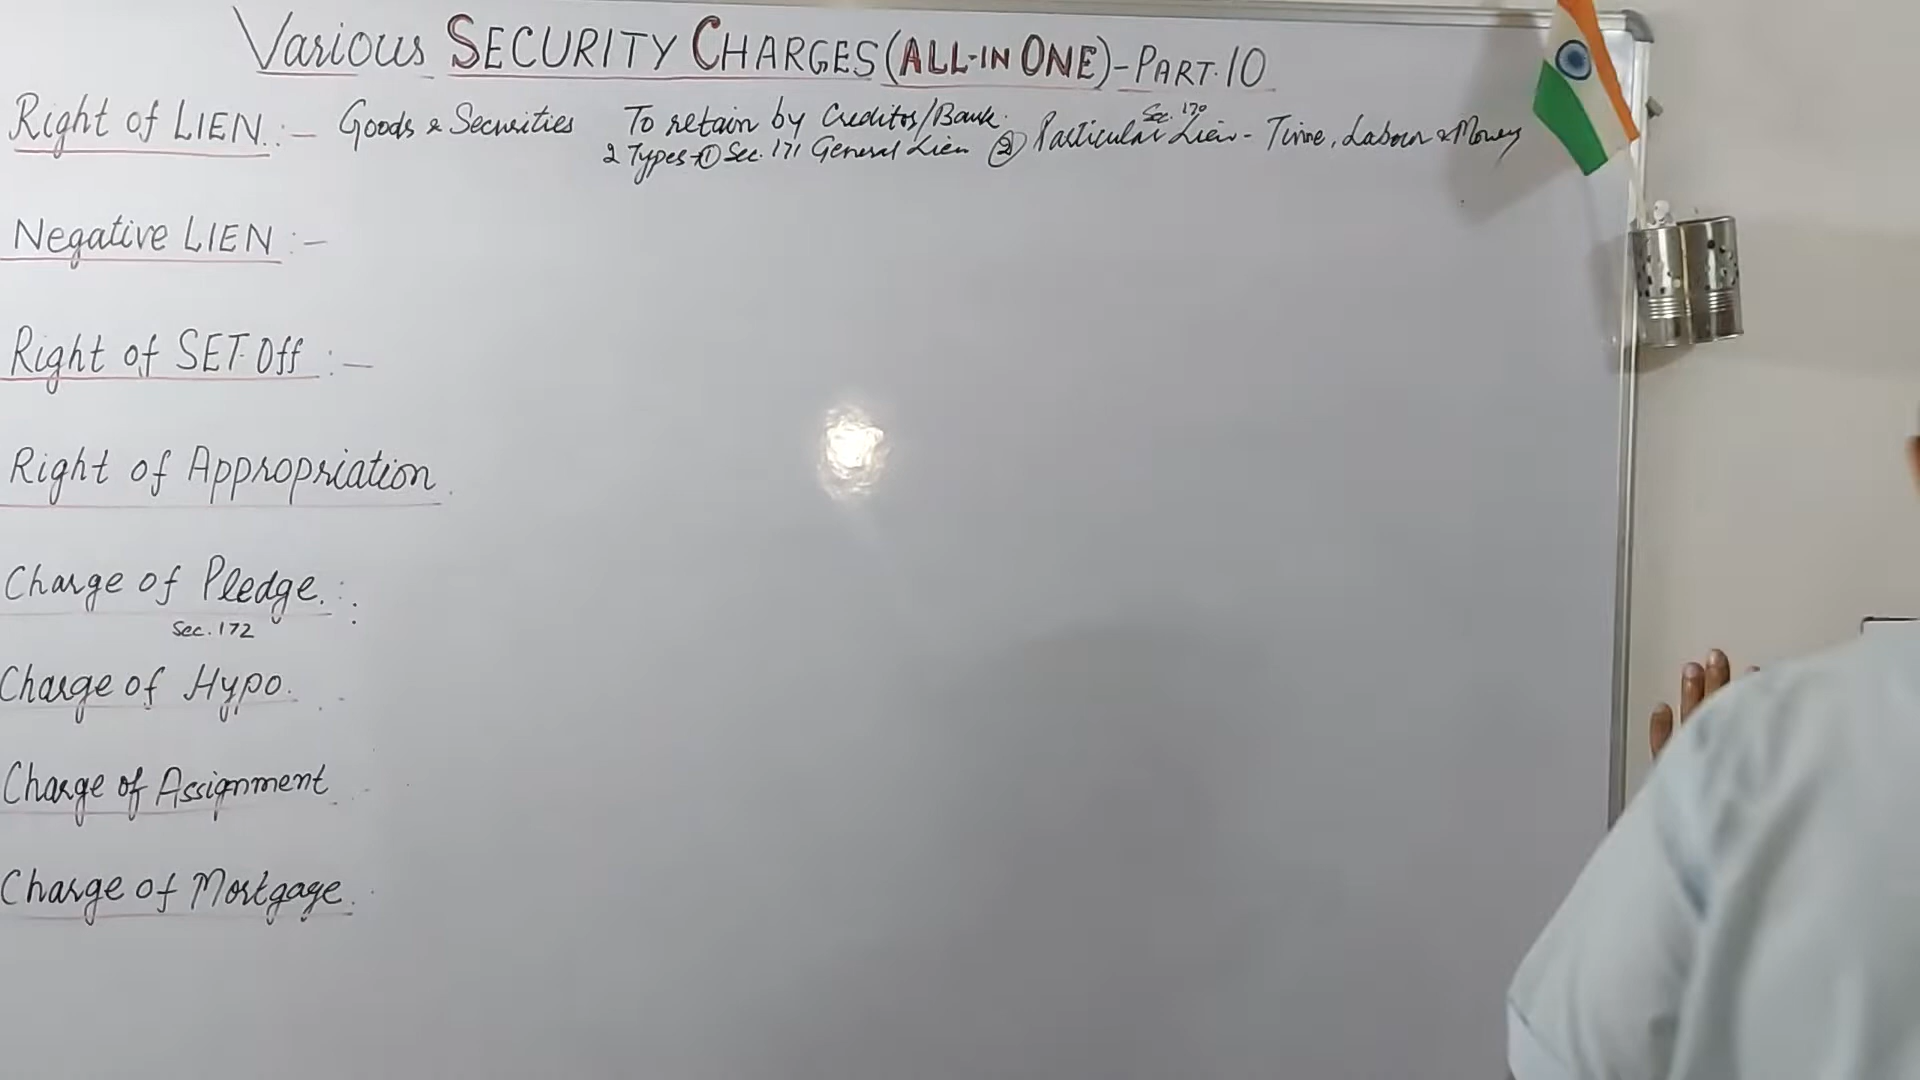 Various SECURITY CHARGES (ALL-IN ONE) - PART.10
Right of LIEN :- Goods & Securities To retain by Creditos/Bank.
2 Types → ① Sec. 171 General Lien ② Particular Lien - Time, Labour & Money
Sec. 170
Negative LIEN :-
Right of SET.Off :-
Right of Appropriation
Charge of Pledge. :
Sec. 172
Charge of Hypo.
Charge of Assignment
Charge of Mortgage.